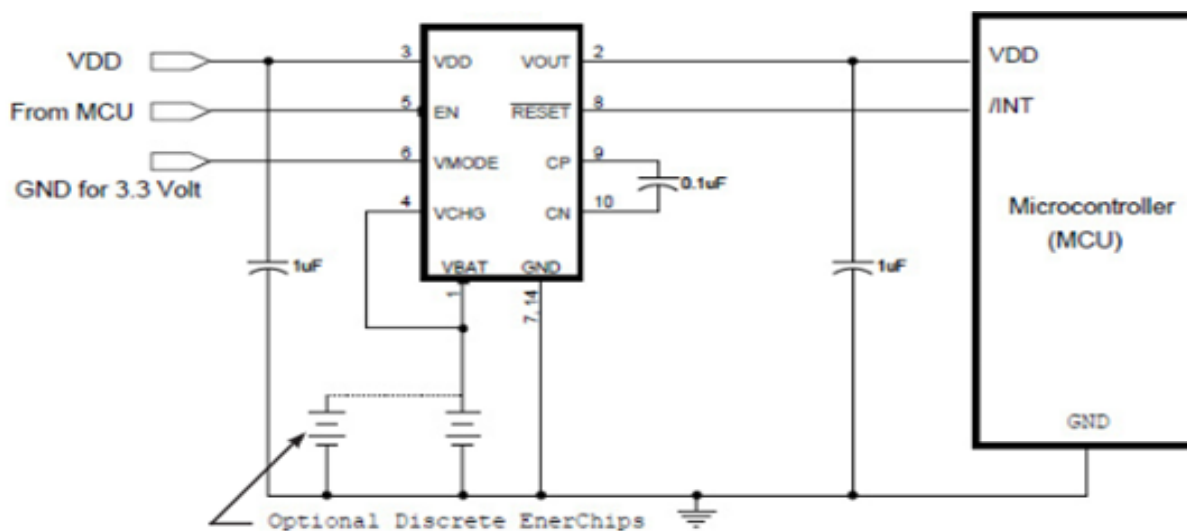 VDD
From MCU
GND for 3.3 Volt
3
5
6
4
VDD
EN
VMODE
VCHG
VBAT
GND
VOUT
RESET
CP
CN
2
8
9
10
1
7, 14
1uF
0.1uF
1uF
VDD
/INT
Microcontroller
(MCU)
GND
Optional Discrete EnerChips